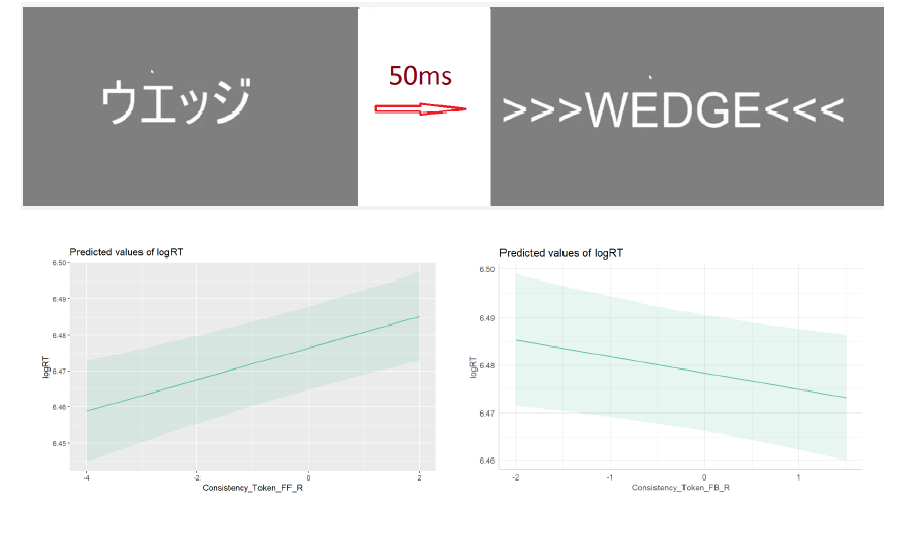 ウエッジ
50ms
>>>WEDGE<<<
Predicted values of logRT
6.50
6.49
6.48
6.47
6.46
6.45
logRT
-4
-2
0
2
Consistency_Token_FF_R
Predicted values of logRT
6.50
6.49
6.48
6.47
6.46
logRT
-2
-1
0
1
Consistency_Token_FB_R